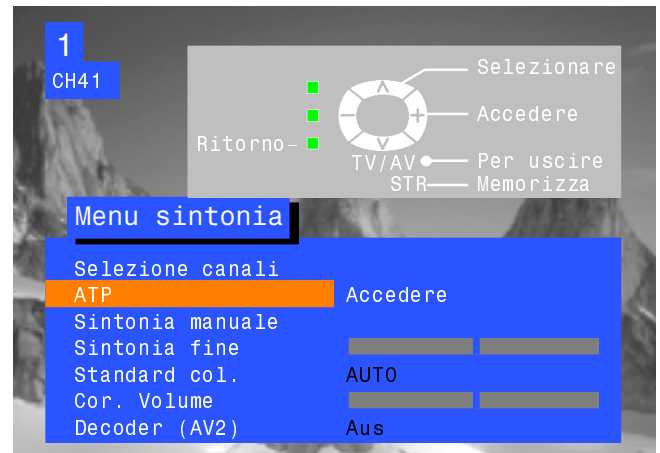 1
CH41
Selezionare
Accedere
Ritorno
TV/AV Per uscire
STR Memorizza
Menu sintonia
Selezione canali
ATP Accedere
Sintonia manuale
Sintonia fine
Standard col. AUTO
Cor. Volume
Decoder (AV2) Aus